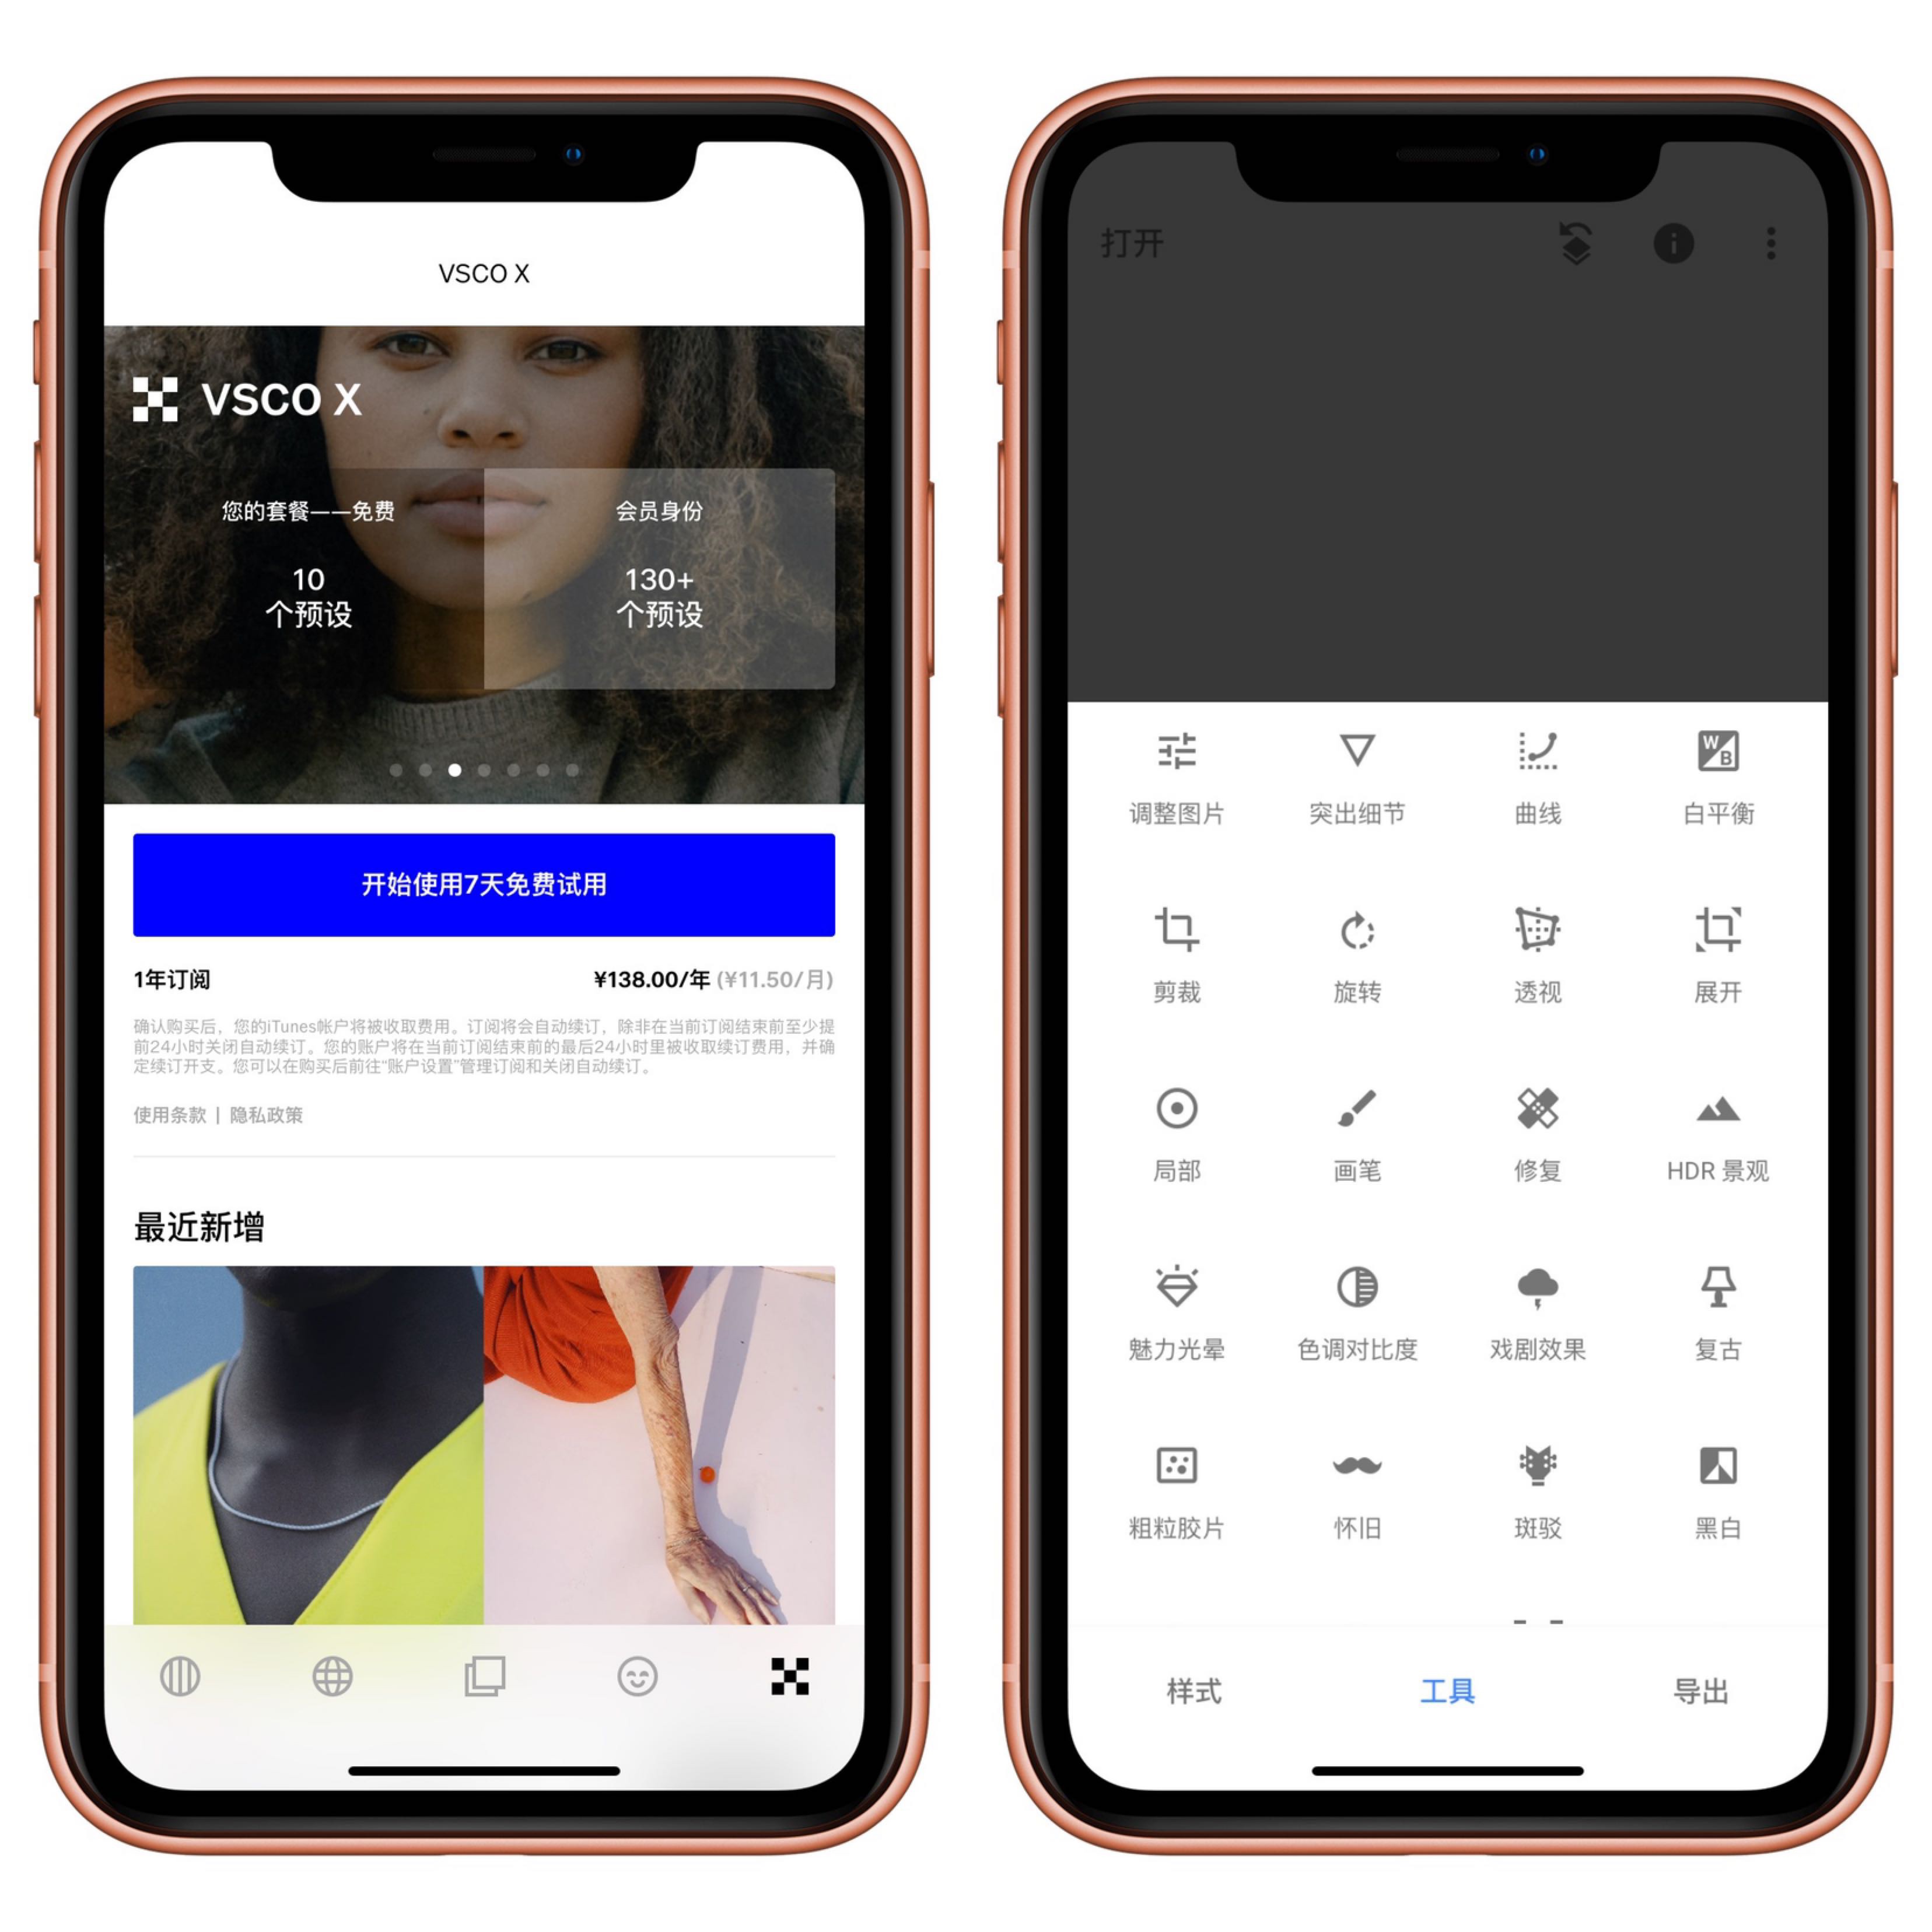 VSCO X
VSCO X
您的套餐——免费
10
个预设
会员身份
130+
个预设
开始使用7天免费试用
1年订阅
¥138.00/年 (¥11.50/月)
确认购买后，您的iTunes帐户将被收取费用。订阅将会自动续订，除非在当前订阅结束前至少提
前24小时关闭自动续订。您的账户将在当前订阅结束前的最后24小时里被收取续订费用，并确
定续订开支。您可以在购买后前往“账户设置”管理订阅和关闭自动续订。
使用条款 | 隐私政策
最近新增
打开
调整图片 突出细节 曲线 白平衡
剪裁 旋转 透视 展开
局部 画笔 修复 HDR 景观
魅力光晕 色调对比度 戏剧效果 复古
粗粒胶片 怀旧 斑驳 黑白
样式 工具 导出